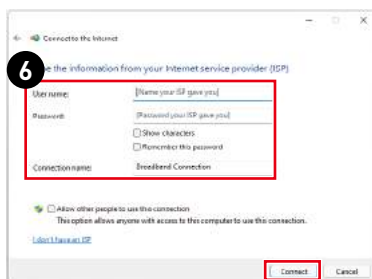 Connect to the Internet
6
e the information from your Internet service provider (ISP)
User name:
[Name your ISP gave you]
Password:
[Password your ISP gave you]
Show characters
Remember this password
Connection name:
Broadband Connection
Allow other people to use this connection
This option allows anyone with access to this computer to use this connection.
I don't have an ISP
Connect
Cancel